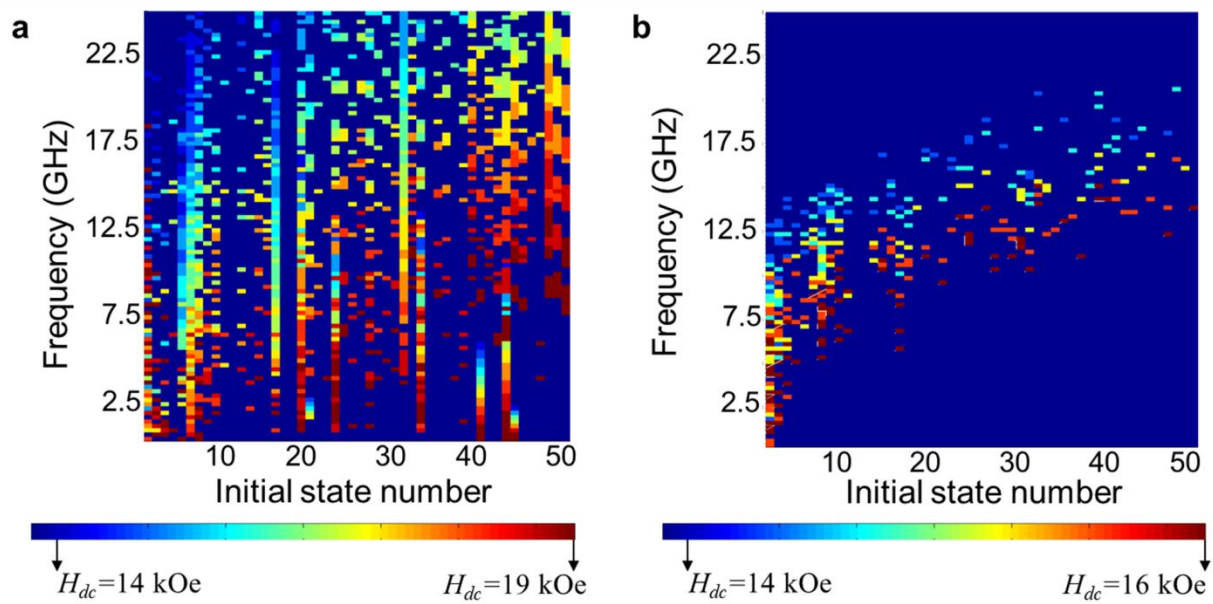 a
b
Frequency (GHz)
22.5
17.5
12.5
7.5
2.5
10 20 30 40 50
Initial state number
H_dc=14 kOe
H_dc=19 kOe
Frequency (GHz)
22.5
17.5
12.5
7.5
2.5
10 20 30 40 50
Initial state number
H_dc=14 kOe
H_dc=16 kOe